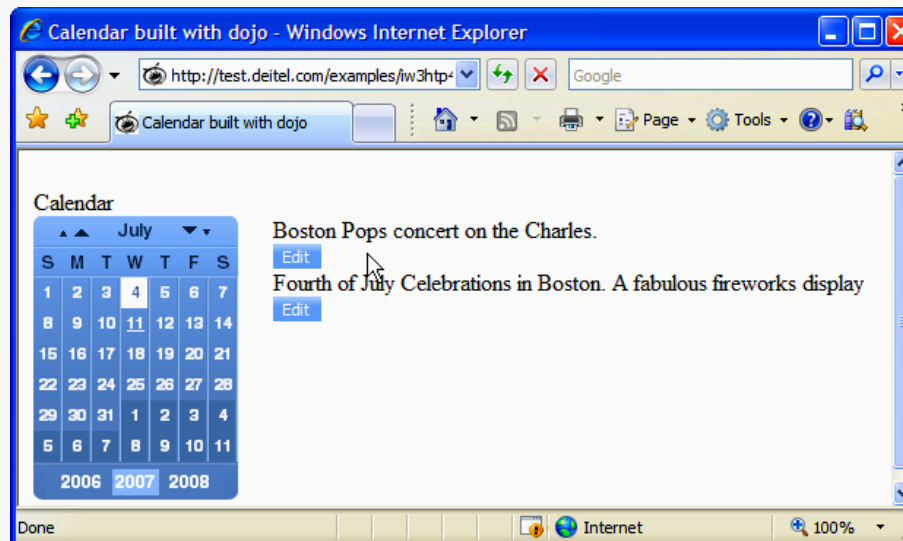 Calendar built with dojo - Windows Internet Explorer
http://test.deitel.com/examples/iw3htp4
Google
Calendar built with dojo
Page Tools
Calendar
July
S M T W T F S
1 2 3 4 5 6 7
8 9 10 11 12 13 14
15 16 17 18 19 20 21
22 23 24 25 26 27 28
29 30 31 1 2 3 4
5 6 7 8 9 10 11
2006 2007 2008
Boston Pops concert on the Charles.
Edit
Fourth of July Celebrations in Boston. A fabulous fireworks display
Edit
Done Internet 100%